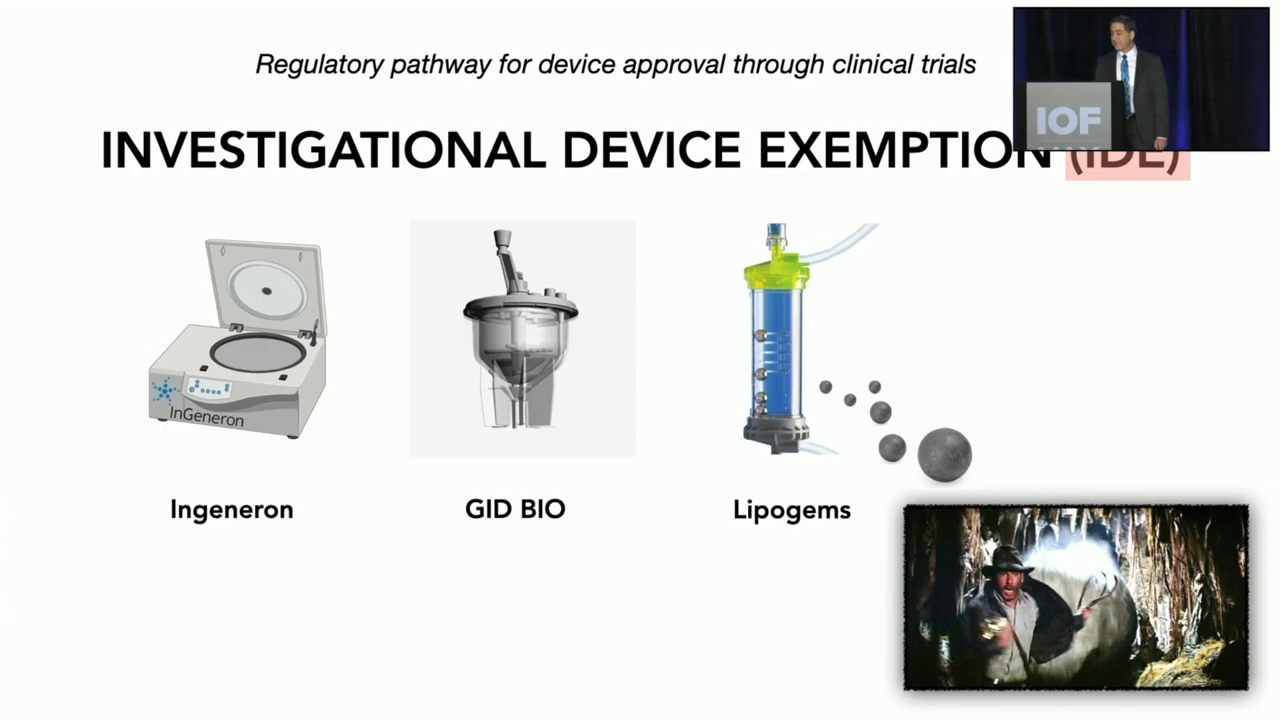 Regulatory pathway for device approval through clinical trials
IOF
INVESTIGATIONAL DEVICE EXEMPTION (IDE)
InGeneron
Ingeneron
GID BIO
Lipogems